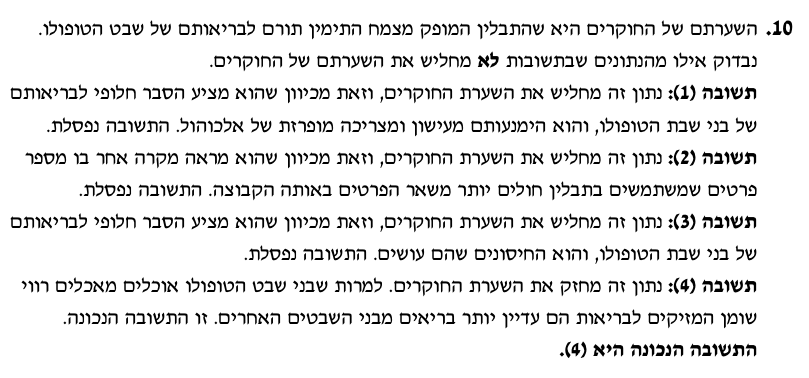 10. השערתם של החוקרים היא שהתבלין המופק מצמח התימין תורם לבריאותם של שבט הטופולו.
נבדוק אילו מהנתונים שבתשובות לא מחליש את השערתם של החוקרים.
תשובה (1): נתון זה מחליש את השערת החוקרים, וזאת מכיוון שהוא מציע הסבר חלופי לבריאותם
של בני שבת הטופולו, והוא הימנעותם מעישון ומצריכה מופרזת של אלכוהול. התשובה נפסלת.
תשובה (2): נתון זה מחליש את השערת החוקרים, וזאת מכיוון שהוא מראה מקרה אחר בו מספר
פרטים שמשתמשים בתבלין חולים יותר משאר הפרטים באותה הקבוצה. התשובה נפסלת.
תשובה (3): נתון זה מחליש את השערת החוקרים, וזאת מכיוון שהוא מציע הסבר חלופי לבריאותם
של בני שבת הטופולו, והוא החיסונים שהם עושים. התשובה נפסלת.
תשובה (4): נתון זה מחזק את השערת החוקרים. למרות שבני שבט הטופולו אוכלים מאכלים רווי
שומן המזיקים לבריאות הם עדיין יותר בריאים מבני השבטים האחרים. זו התשובה הנכונה.
התשובה הנכונה היא (4).